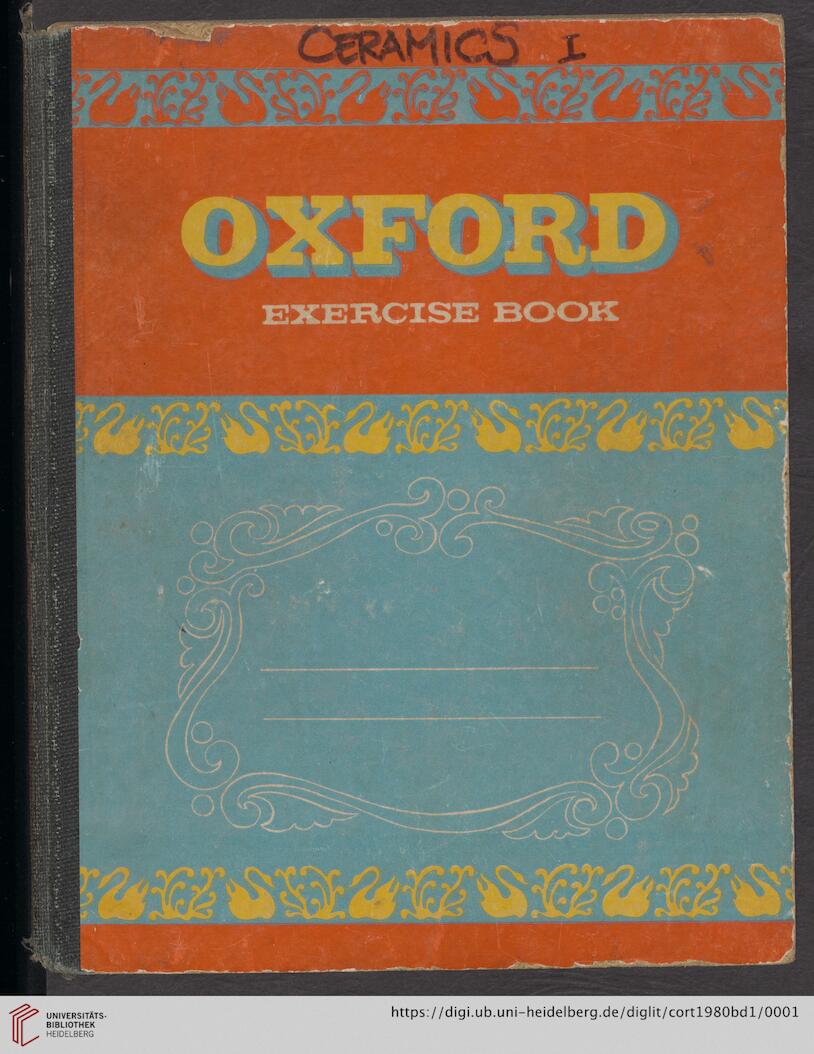 CERAMICS I
OXFORD
EXERCISE BOOK
UNIVERSITÄTS-
BIBLIOTHEK
HEIDELBERG
https://digi.ub.uni-heidelberg.de/diglit/cort1980bd1/0001